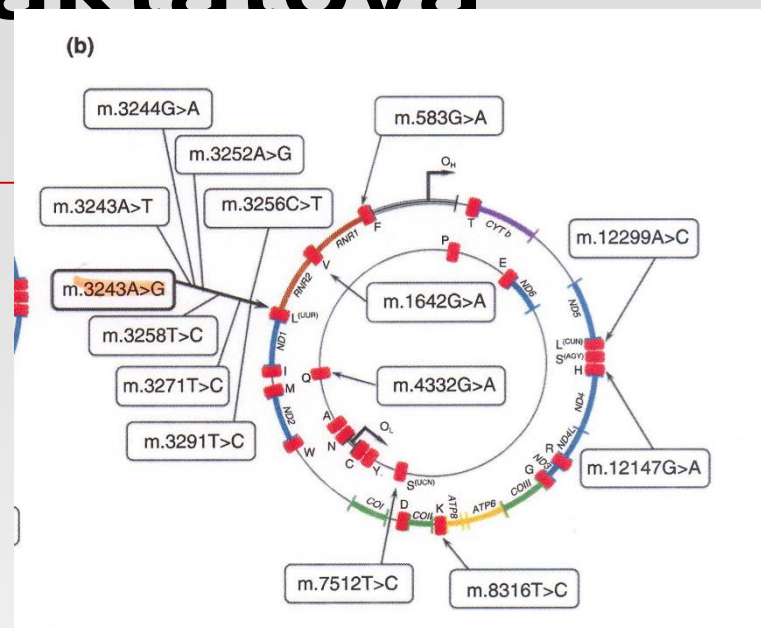 (b)
m.3244G>A
m.583G>A
m.3252A>G
OH
m.3243A>T
m.3256C>T
F
T
CYT b
RNR1
P
m.12299A>C
V
E
ND6
m.3243A>G
RNR2
m.1642G>A
ND5
L(UUR)
m.3258T>C
ND1
L(CUN)
S(AGY)
I
Q
H
m.3271T>C
M
m.4332G>A
ND4
ND2
A
OL
m.3291T>C
W
N
ND4L
R
C
Y
ND3
G
m.12147G>A
S(UCN)
COIII
COI
D
COII
K
ATP8
ATP6
m.7512T>C
m.8316T>C